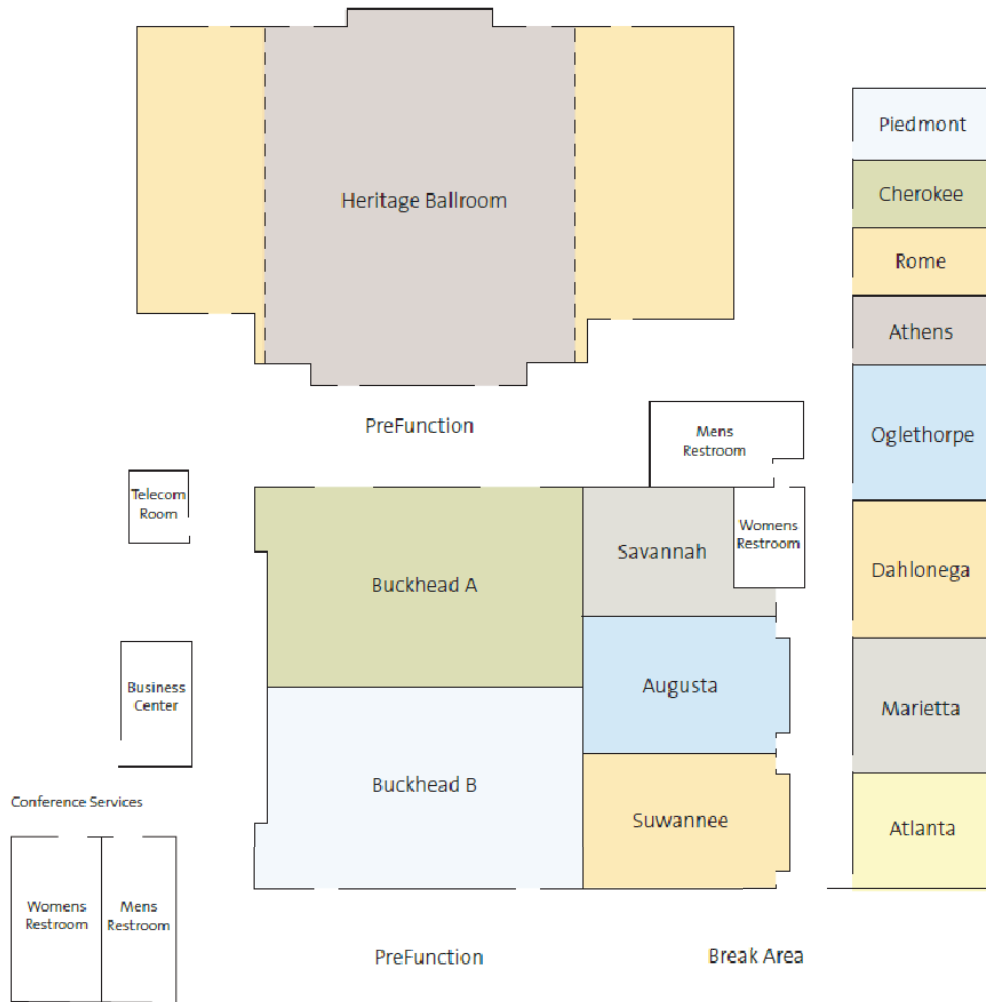 Piedmont
Cherokee
Heritage Ballroom
Rome
Athens
PreFunction
Mens
Restroom
Oglethorpe
Telecom
Room
Womens
Restroom
Savannah
Buckhead A
Dahlonega
Augusta
Business
Center
Marietta
Buckhead B
Conference Services
Suwannee
Atlanta
Womens
Restroom
Mens
Restroom
PreFunction
Break Area